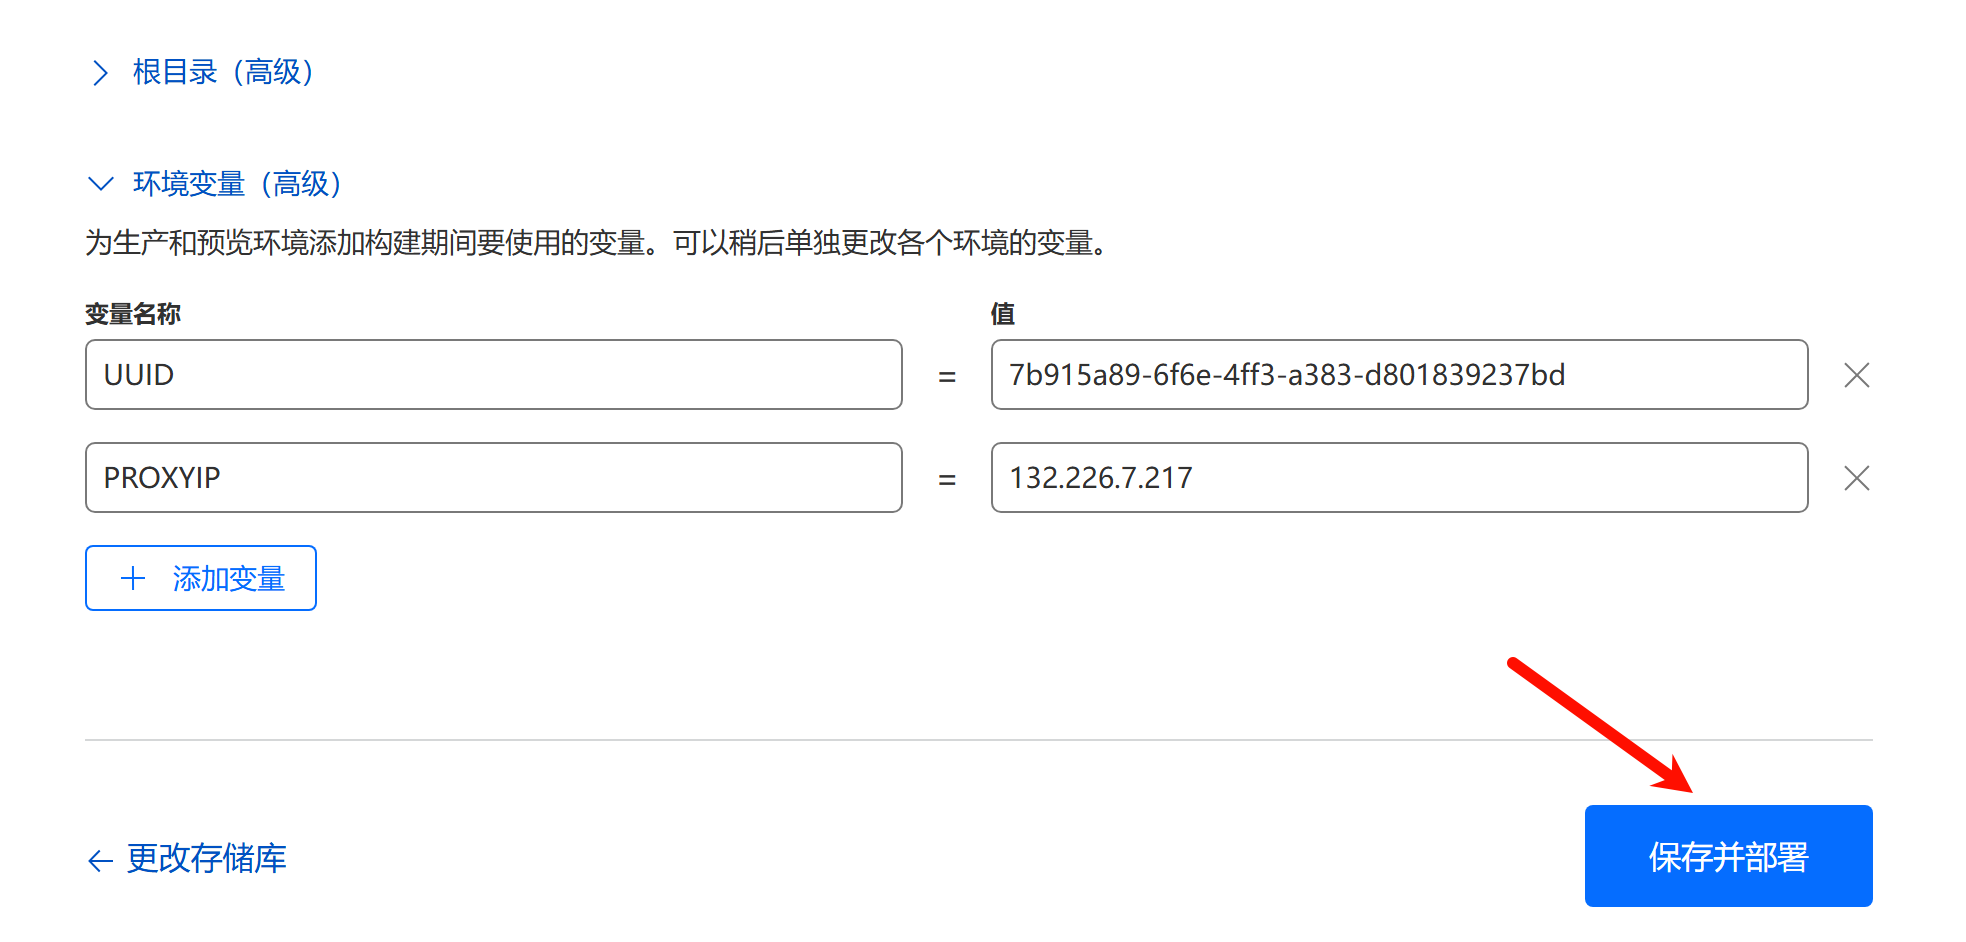 根目录（高级）
环境变量（高级）
为生产和预览环境添加构建期间要使用的变量。可以稍后单独更改各个环境的变量。
变量名称 值
UUID = 7b915a89-6f6e-4ff3-a383-d801839237bd
PROXYIP = 132.226.7.217
添加变量
更改存储库 保存并部署